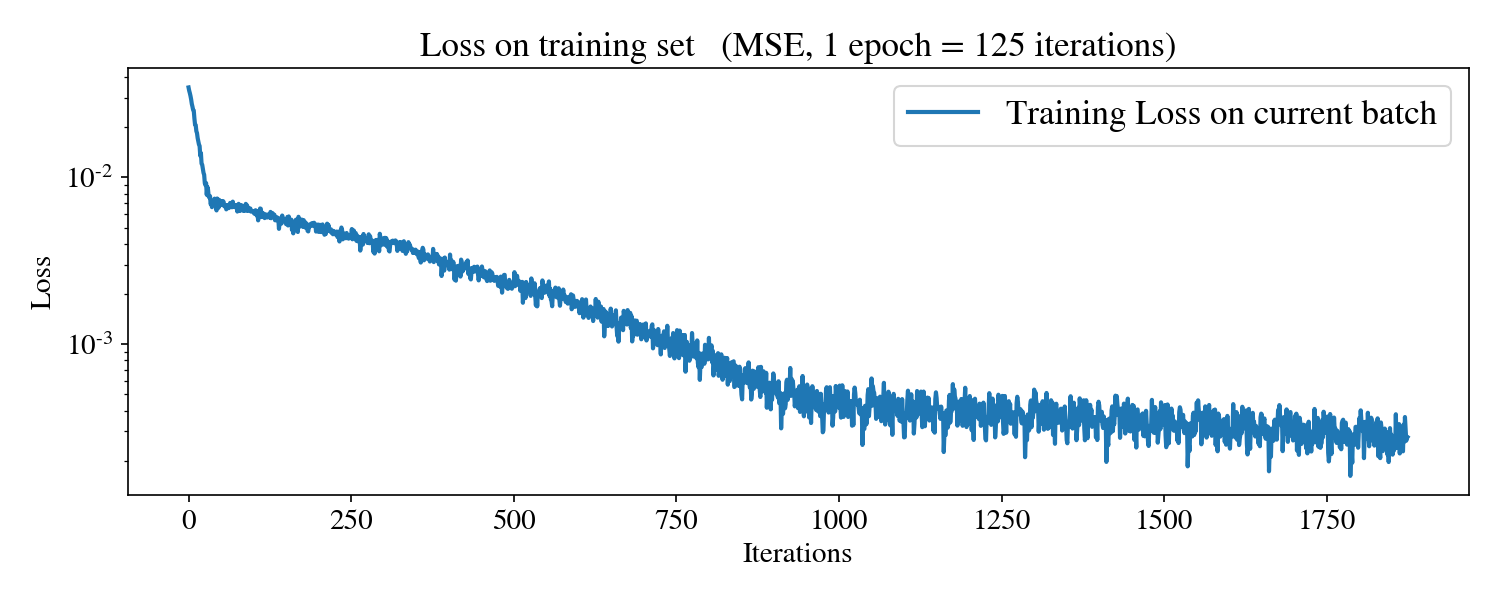 Loss on training set (MSE, 1 epoch = 125 iterations)
Training Loss on current batch
Loss
10-2
10-3
0 250 500 750 1000 1250 1500 1750
Iterations